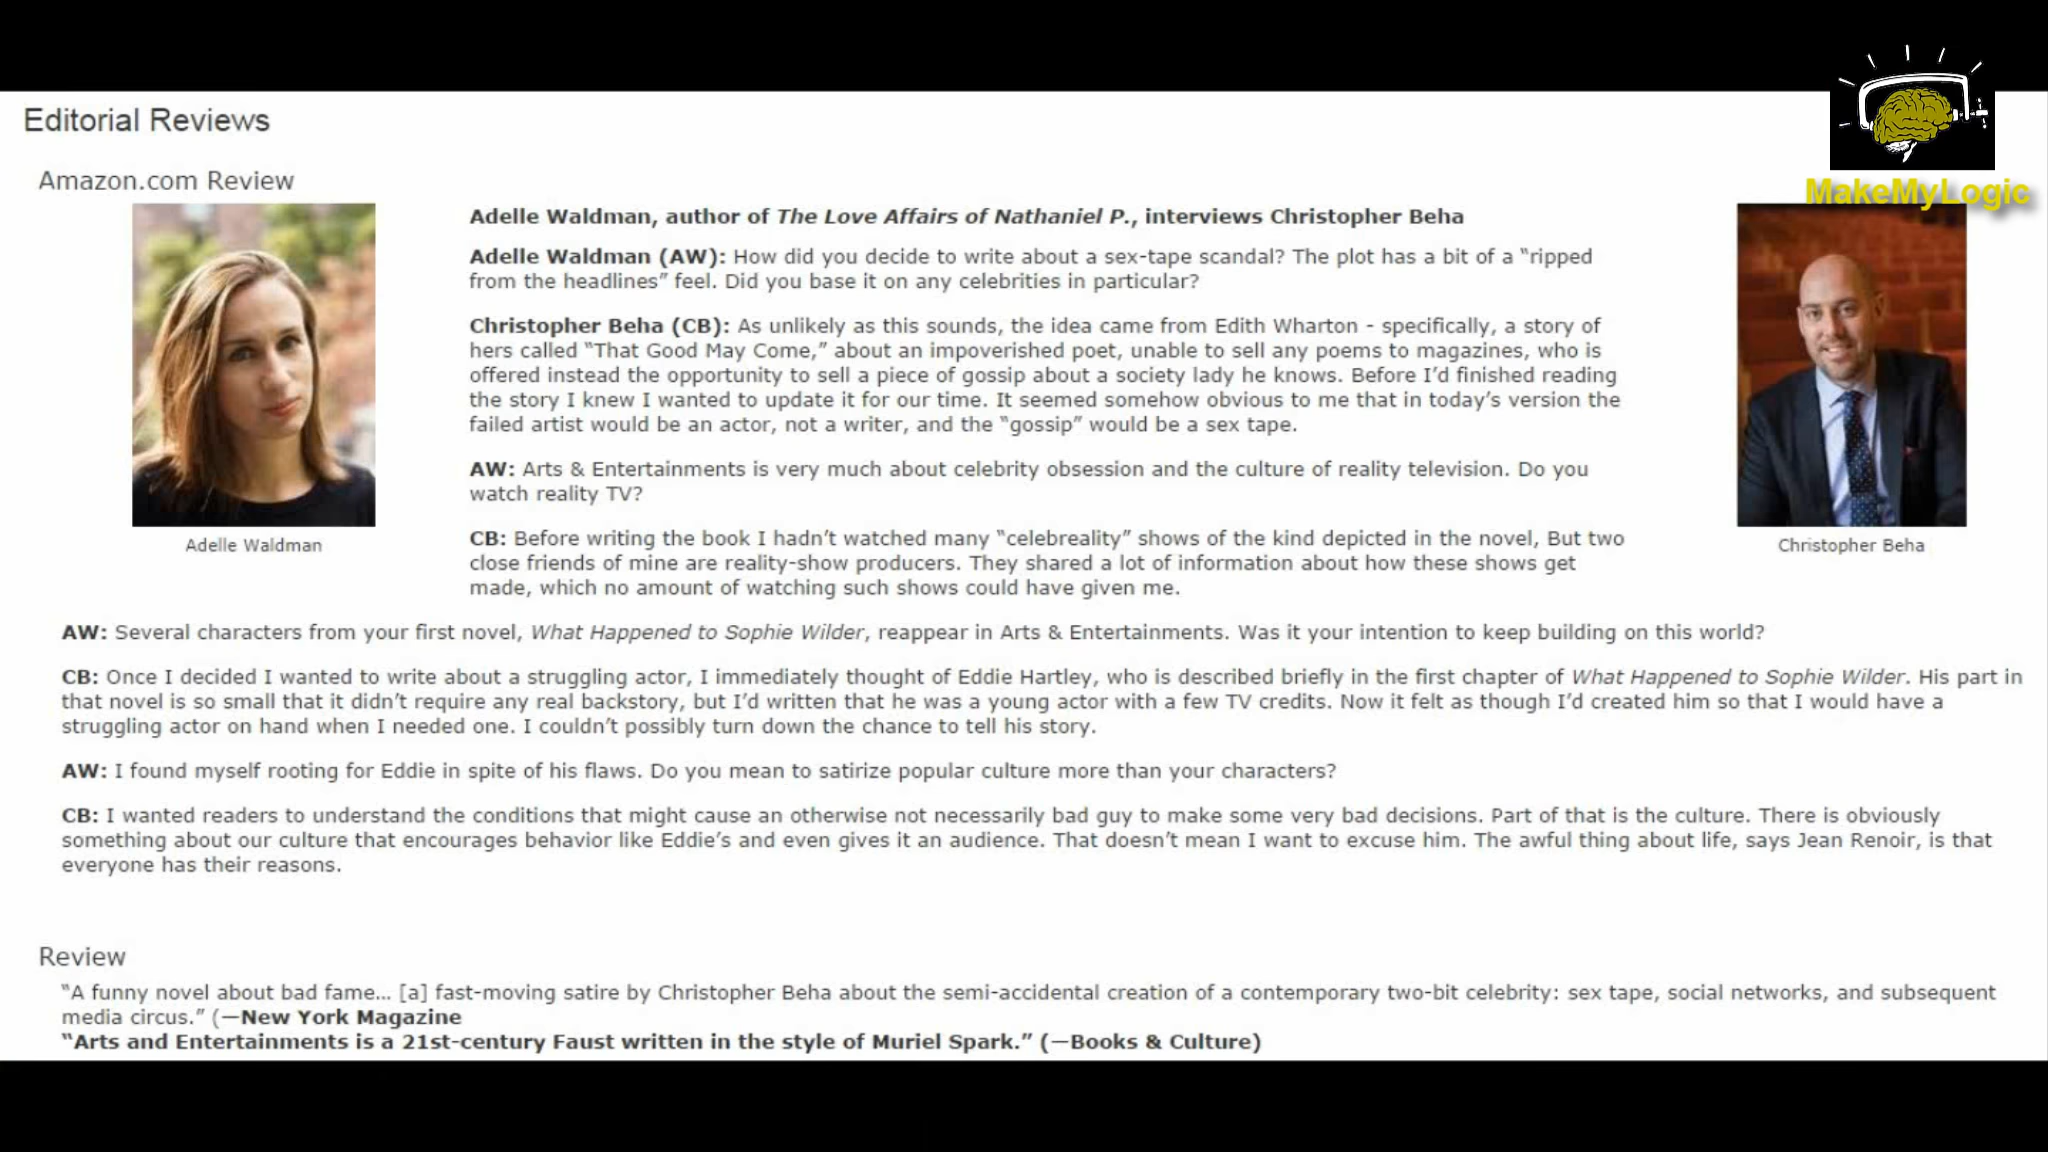 MakeMyLogic
Editorial Reviews
Amazon.com Review
Adelle Waldman
Adelle Waldman, author of The Love Affairs of Nathaniel P., interviews Christopher Beha
Adelle Waldman (AW): How did you decide to write about a sex-tape scandal? The plot has a bit of a “ripped
from the headlines” feel. Did you base it on any celebrities in particular?
Christopher Beha (CB): As unlikely as this sounds, the idea came from Edith Wharton - specifically, a story of
hers called “That Good May Come,” about an impoverished poet, unable to sell any poems to magazines, who is
offered instead the opportunity to sell a piece of gossip about a society lady he knows. Before I’d finished reading
the story I knew I wanted to update it for our time. It seemed somehow obvious to me that in today’s version the
failed artist would be an actor, not a writer, and the “gossip” would be a sex tape.
AW: Arts & Entertainments is very much about celebrity obsession and the culture of reality television. Do you
watch reality TV?
CB: Before writing the book I hadn’t watched many “celebreality” shows of the kind depicted in the novel, But two
close friends of mine are reality-show producers. They shared a lot of information about how these shows get
made, which no amount of watching such shows could have given me.
Christopher Beha
AW: Several characters from your first novel, What Happened to Sophie Wilder, reappear in Arts & Entertainments. Was it your intention to keep building on this world?
CB: Once I decided I wanted to write about a struggling actor, I immediately thought of Eddie Hartley, who is described briefly in the first chapter of What Happened to Sophie Wilder. His part in
that novel is so small that it didn’t require any real backstory, but I’d written that he was a young actor with a few TV credits. Now it felt as though I’d created him so that I would have a
struggling actor on hand when I needed one. I couldn’t possibly turn down the chance to tell his story.
AW: I found myself rooting for Eddie in spite of his flaws. Do you mean to satirize popular culture more than your characters?
CB: I wanted readers to understand the conditions that might cause an otherwise not necessarily bad guy to make some very bad decisions. Part of that is the culture. There is obviously
something about our culture that encourages behavior like Eddie’s and even gives it an audience. That doesn’t mean I want to excuse him. The awful thing about life, says Jean Renoir, is that
everyone has their reasons.
Review
“A funny novel about bad fame... [a] fast-moving satire by Christopher Beha about the semi-accidental creation of a contemporary two-bit celebrity: sex tape, social networks, and subsequent
media circus.” (—New York Magazine
“Arts and Entertainments is a 21st-century Faust written in the style of Muriel Spark.” (—Books & Culture)